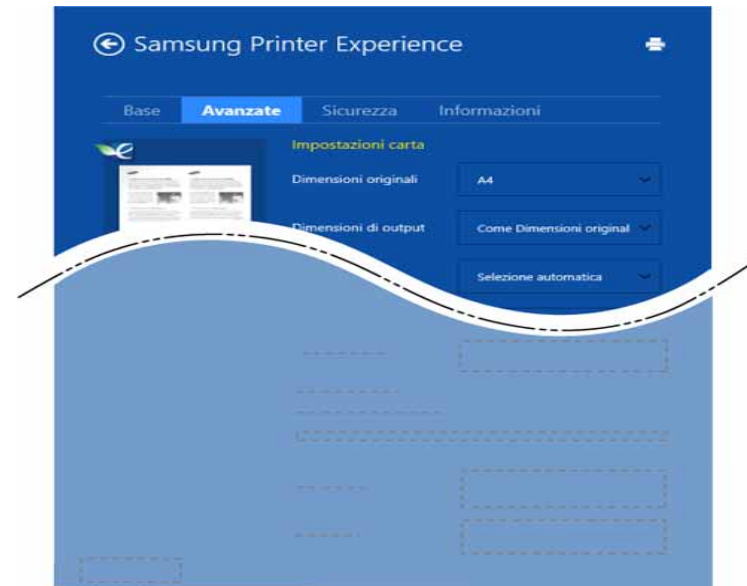 Samsung Printer Experience
Base Avanzate Sicurezza Informazioni
Impostazioni carta
Dimensioni originali A4
Dimensioni di output Come Dimensioni original
Selezione automatica